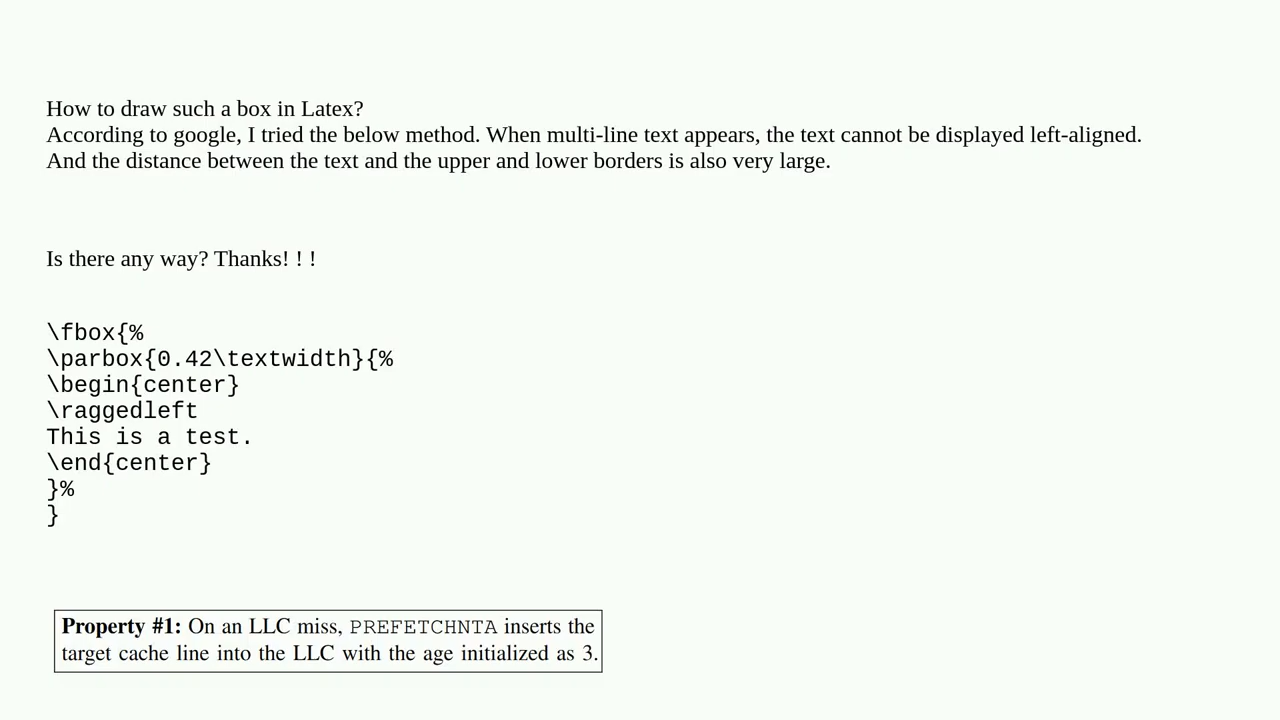 How to draw such a box in Latex?
According to google, I tried the below method. When multi-line text appears, the text cannot be displayed left-aligned.
And the distance between the text and the upper and lower borders is also very large.
Is there any way? Thanks! ! !
\fbox{%
\parbox{0.42\textwidth}{%
\begin{center}
\raggedleft
This is a test.
\end{center}
}%
}
Property #1: On an LLC miss, PREFETCHNTA inserts the
target cache line into the LLC with the age initialized as 3.